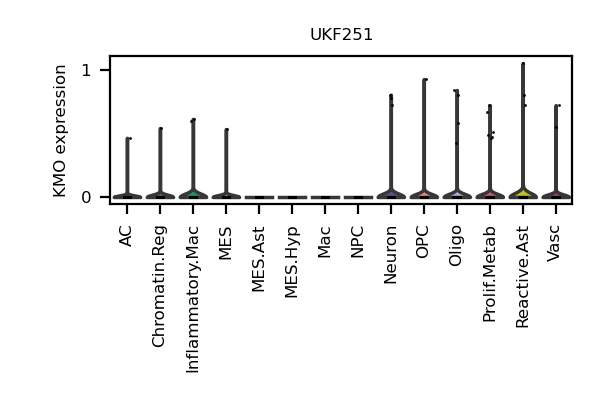 UKF251
KMO expression
1
0
AC
Chromatin.Reg
Inflammatory.Mac
MES
MES.Ast
MES.Hyp
Mac
NPC
Neuron
OPC
Oligo
Prolif.Metab
Reactive.Ast
Vasc